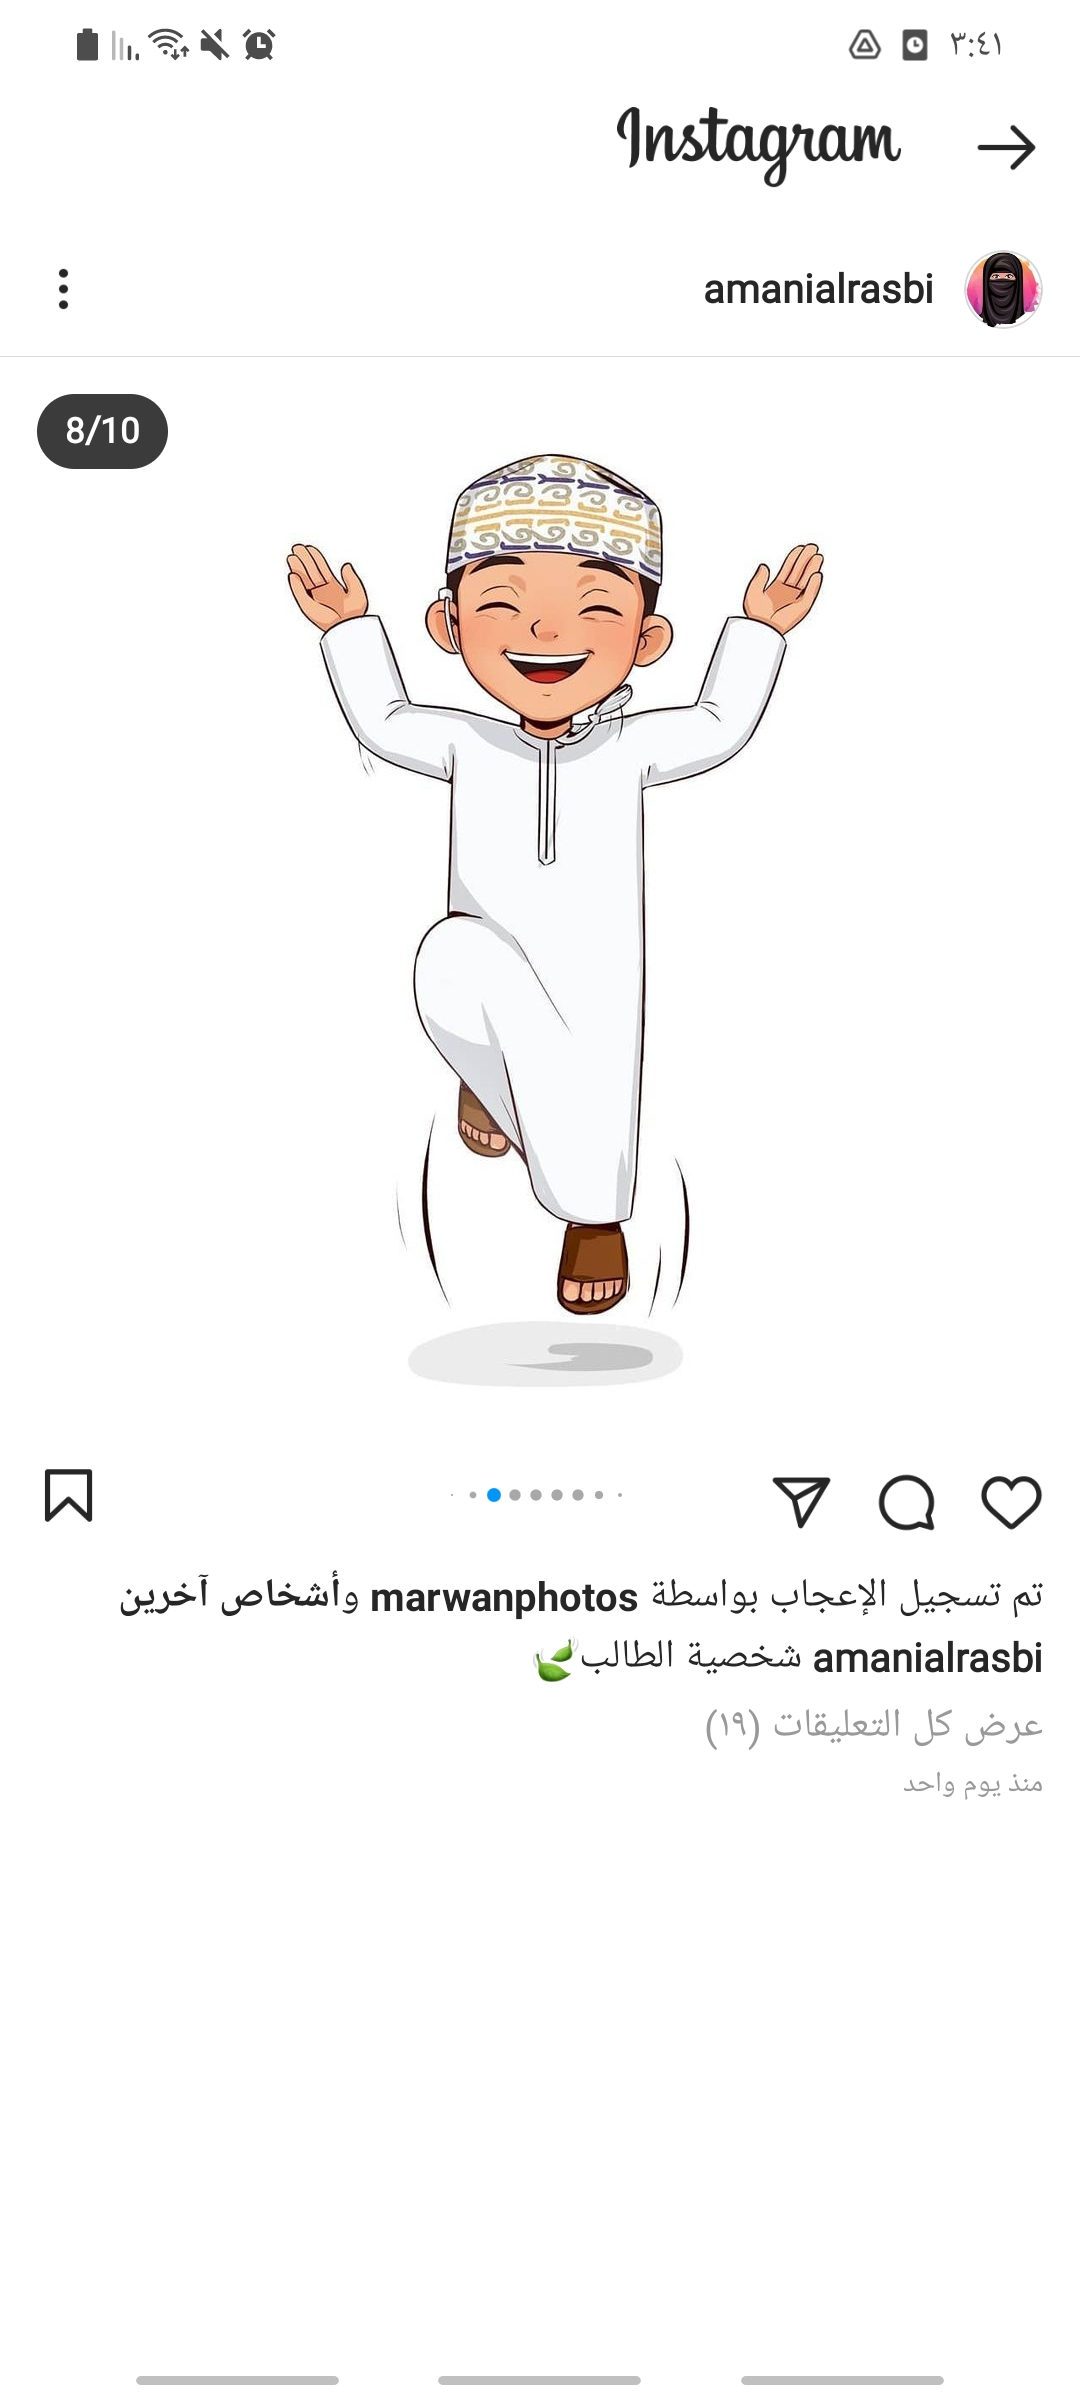 ٣:٤١
Instagram
amanialrasbi
8/10
تم تسجيل الإعجاب بواسطة marwanphotos وأشخاص آخرين
amanialrasbi شخصية الطالب🍃
عرض كل التعليقات (١٩)
منذ يوم واحد